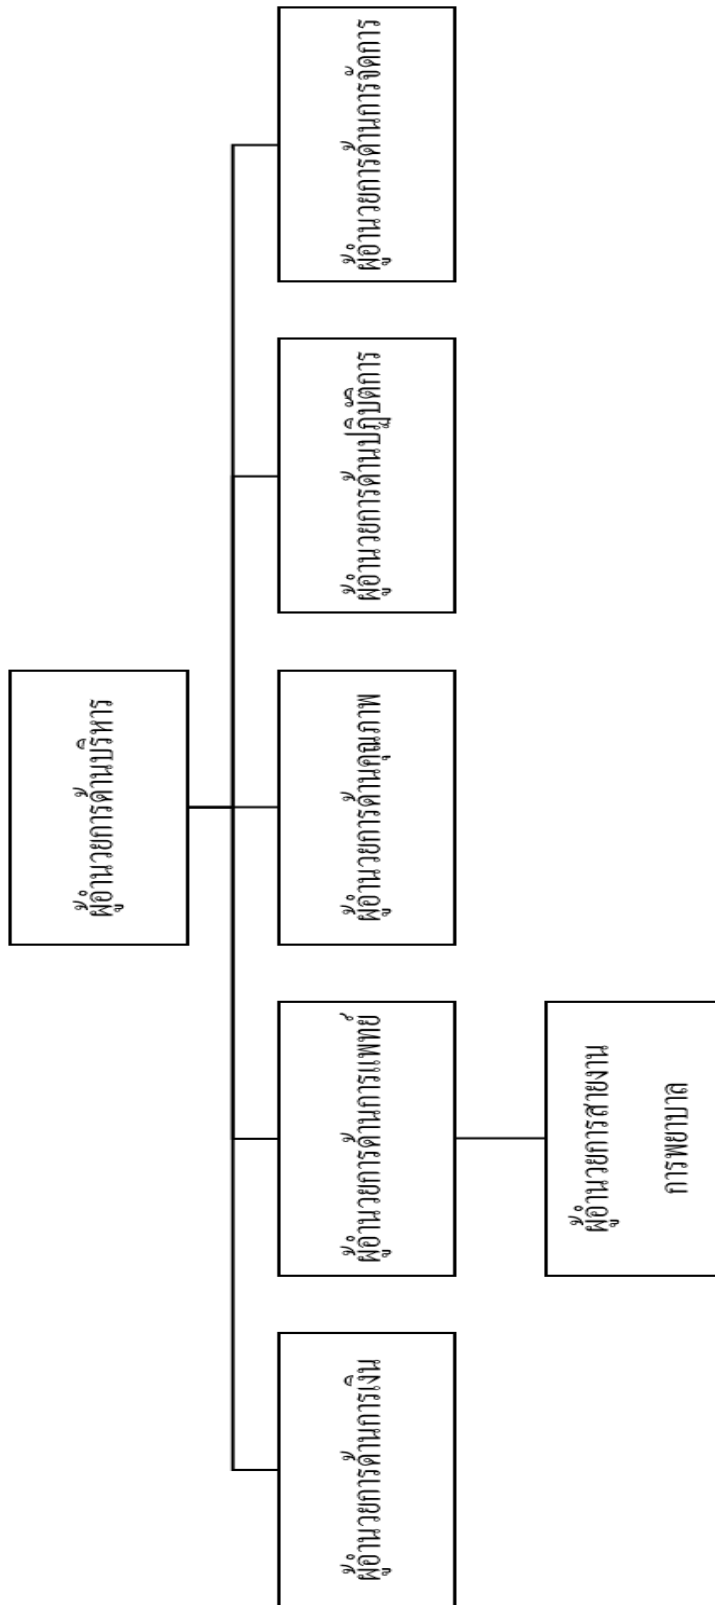 ผู้อำนวยการด้านบริหาร
ผู้อำนวยการด้านการเงิน
ผู้อำนวยการด้านการแพทย์
ผู้อำนวยการด้านคุณภาพ
ผู้อำนวยการด้านปฏิบัติการ
ผู้อำนวยการด้านการจัดการ
ผู้อำนวยการสายงาน
การพยาบาล